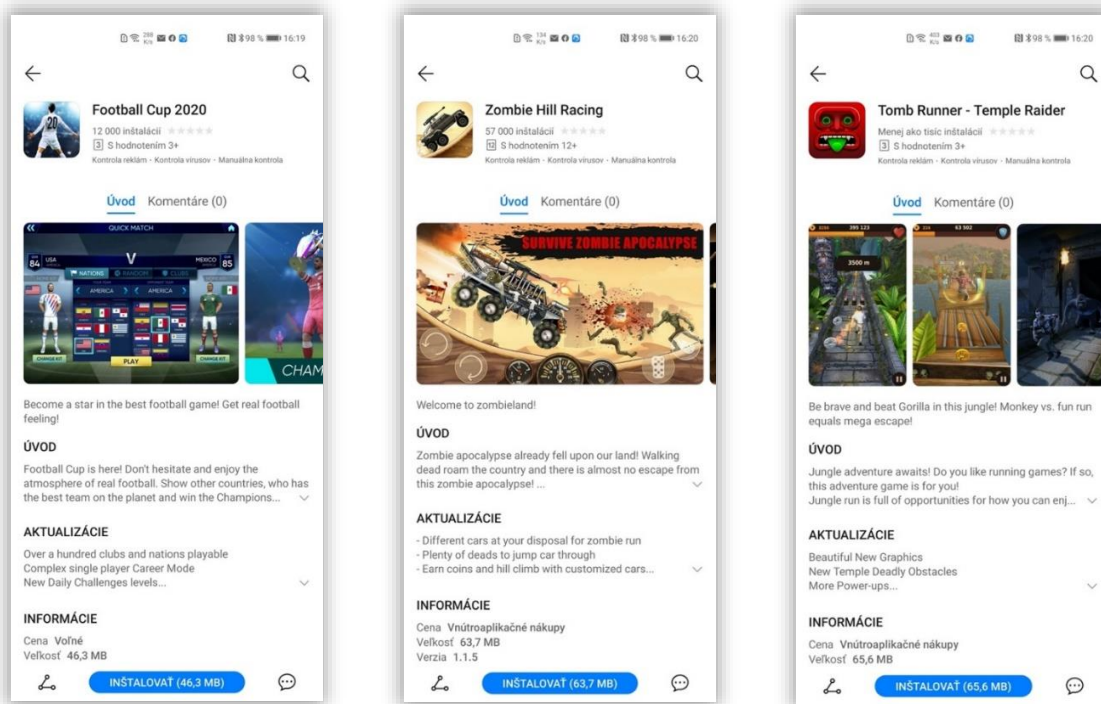 288 K/s 98 % 16:19
Football Cup 2020
12 000 inštalácií
3 S hodnotením 3+
Kontrola reklám - Kontrola vírusov - Manuálna kontrola
Úvod Komentáre (0)
QUICK MATCH
84 USA V MEXICO 85
NATIONS RANDOM CLUBS
AMERICA AMERICA
CHANGE KIT PLAY CHANGE KIT
CHAM
Become a star in the best football game! Get real football
feeling!
ÚVOD
Football Cup is here! Don't hesitate and enjoy the
atmosphere of real football. Show other countries, who has
the best team on the planet and win the Champions...
AKTUALIZÁCIE
Over a hundred clubs and nations playable
Complex single player Career Mode
New Daily Challenges levels...
INFORMÁCIE
Cena Voľné
Veľkosť 46,3 MB
INŠTALOVAŤ (46,3 MB)
134 K/s 98 % 16:20
Zombie Hill Racing
57 000 inštalácií
12 S hodnotením 12+
Kontrola reklám - Kontrola vírusov - Manuálna kontrola
Úvod Komentáre (0)
SURVIVE ZOMBIE APOCALYPSE
Welcome to zombieland!
ÚVOD
Zombie apocalypse already fell upon our land! Walking
dead roam the country and there is almost no escape from
this zombie apocalypse! ...
AKTUALIZÁCIE
- Different cars at your disposal for zombie run
- Plenty of deads to jump car through
- Earn coins and hill climb with customized cars...
INFORMÁCIE
Cena Vnútroaplikačné nákupy
Veľkosť 63,7 MB
Verzia 1.1.5
INŠTALOVAŤ (63,7 MB)
403 K/s 98 % 16:20
Tomb Runner - Temple Raider
Menej ako tisíc inštalácií
3 S hodnotením 3+
Kontrola reklám - Kontrola vírusov - Manuálna kontrola
Úvod Komentáre (0)
395 123 63 502
3500 m
Be brave and beat Gorilla in this jungle! Monkey vs. fun run
equals mega escape!
ÚVOD
Jungle adventure awaits! Do you like running games? If so,
this adventure game is for you!
Jungle run is full of opportunities for how you can enj...
AKTUALIZÁCIE
Beautiful New Graphics
New Temple Deadly Obstacles
More Power-ups...
INFORMÁCIE
Cena Vnútroaplikačné nákupy
Veľkosť 65,6 MB
INŠTALOVAŤ (65,6 MB)